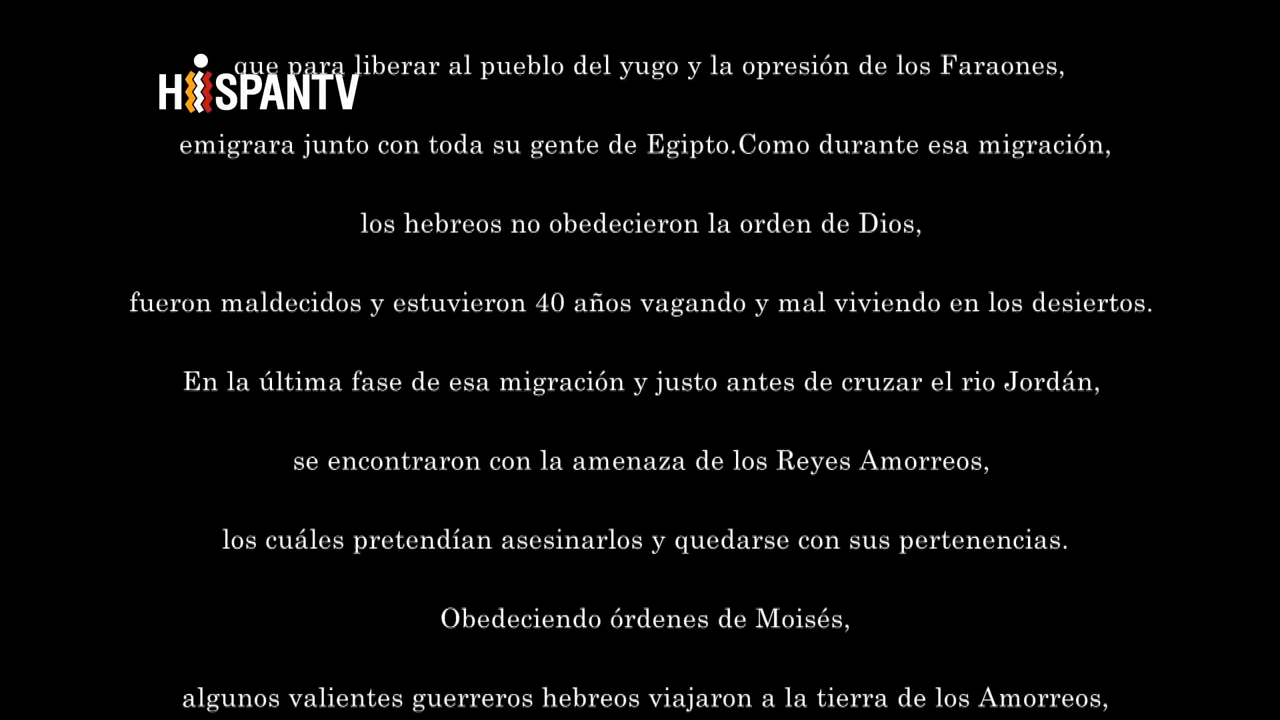 que para liberar al pueblo del yugo y la opresión de los Faraones,
HISPANTV
emigrara junto con toda su gente de Egipto.Como durante esa migración,
los hebreos no obedecieron la orden de Dios,
fueron maldecidos y estuvieron 40 años vagando y mal viviendo en los desiertos.
En la última fase de esa migración y justo antes de cruzar el rio Jordán,
se encontraron con la amenaza de los Reyes Amorreos,
los cuáles pretendían asesinarlos y quedarse con sus pertenencias.
Obedeciendo órdenes de Moisés,
algunos valientes guerreros hebreos viajaron a la tierra de los Amorreos,